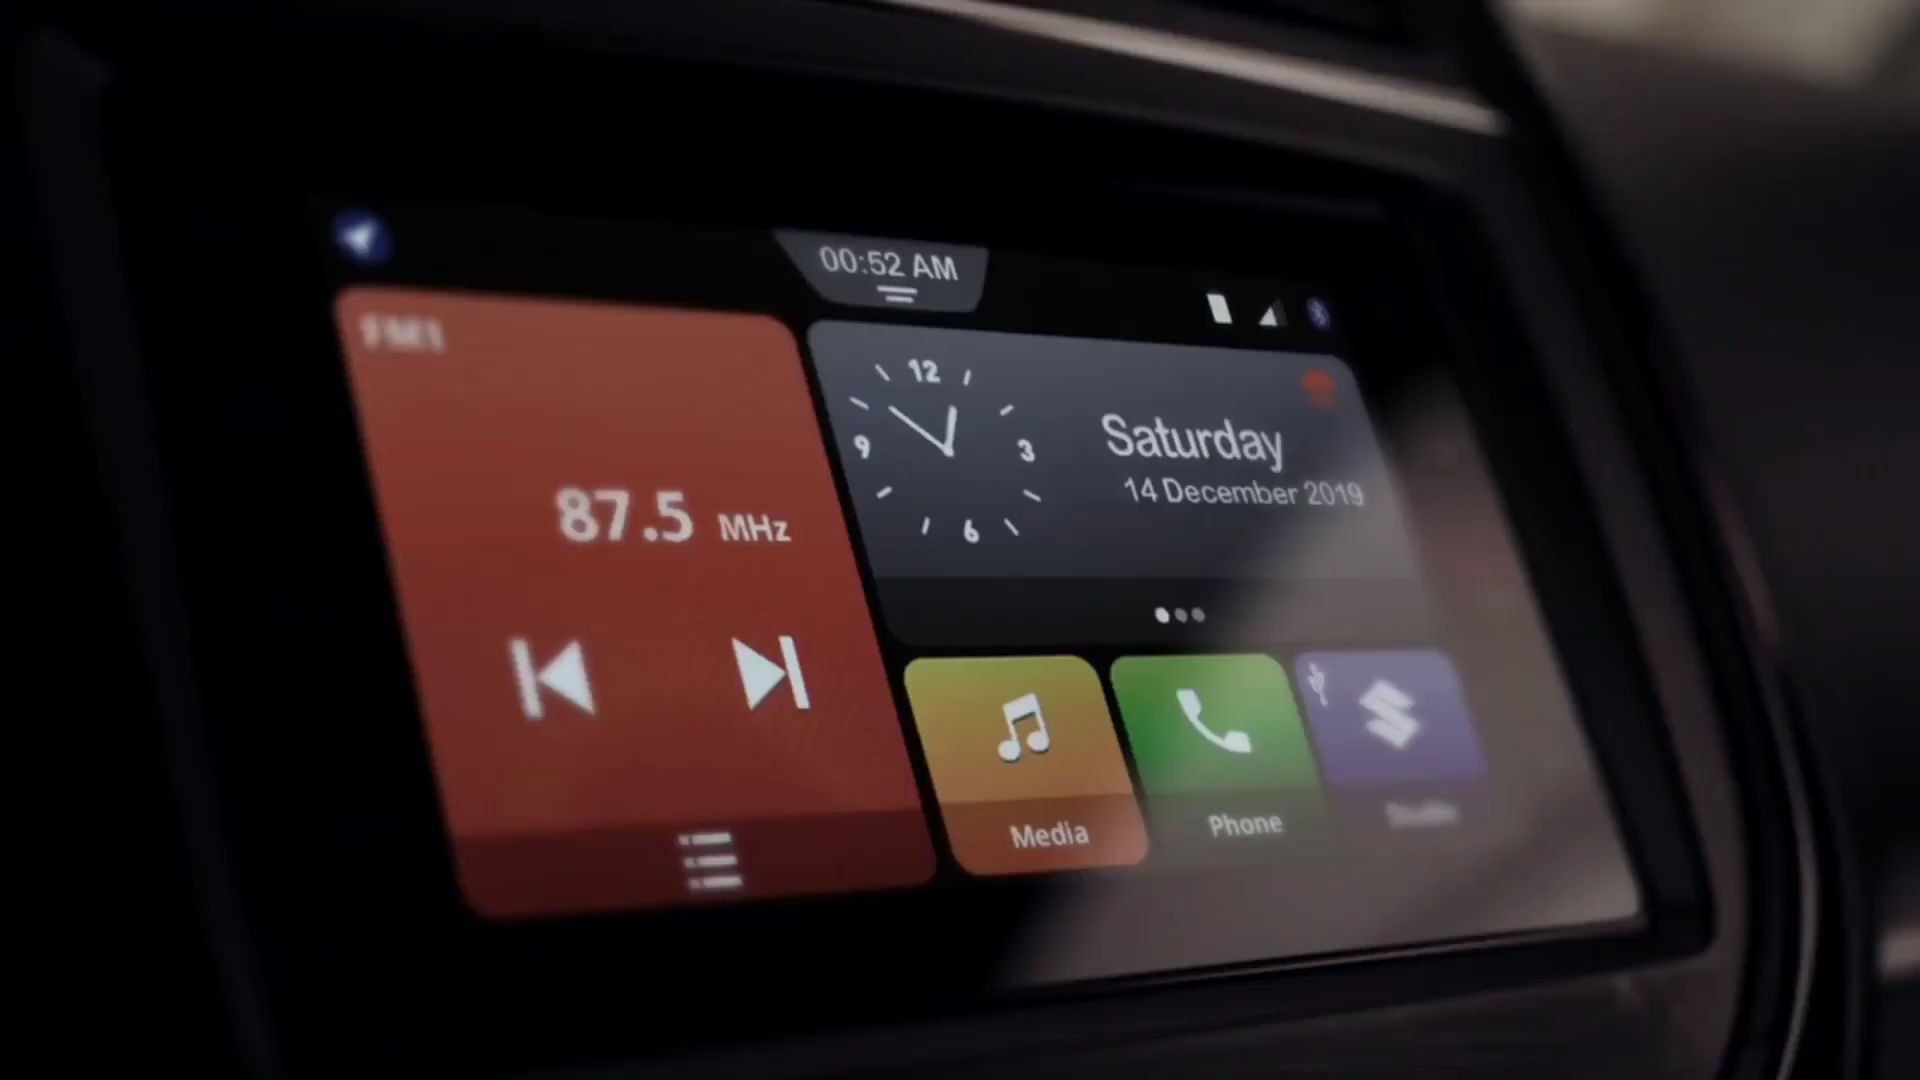 00:52 AM
FM1
87.5 MHz
12
9
3
6
Saturday
14 December 2019
Media
Phone